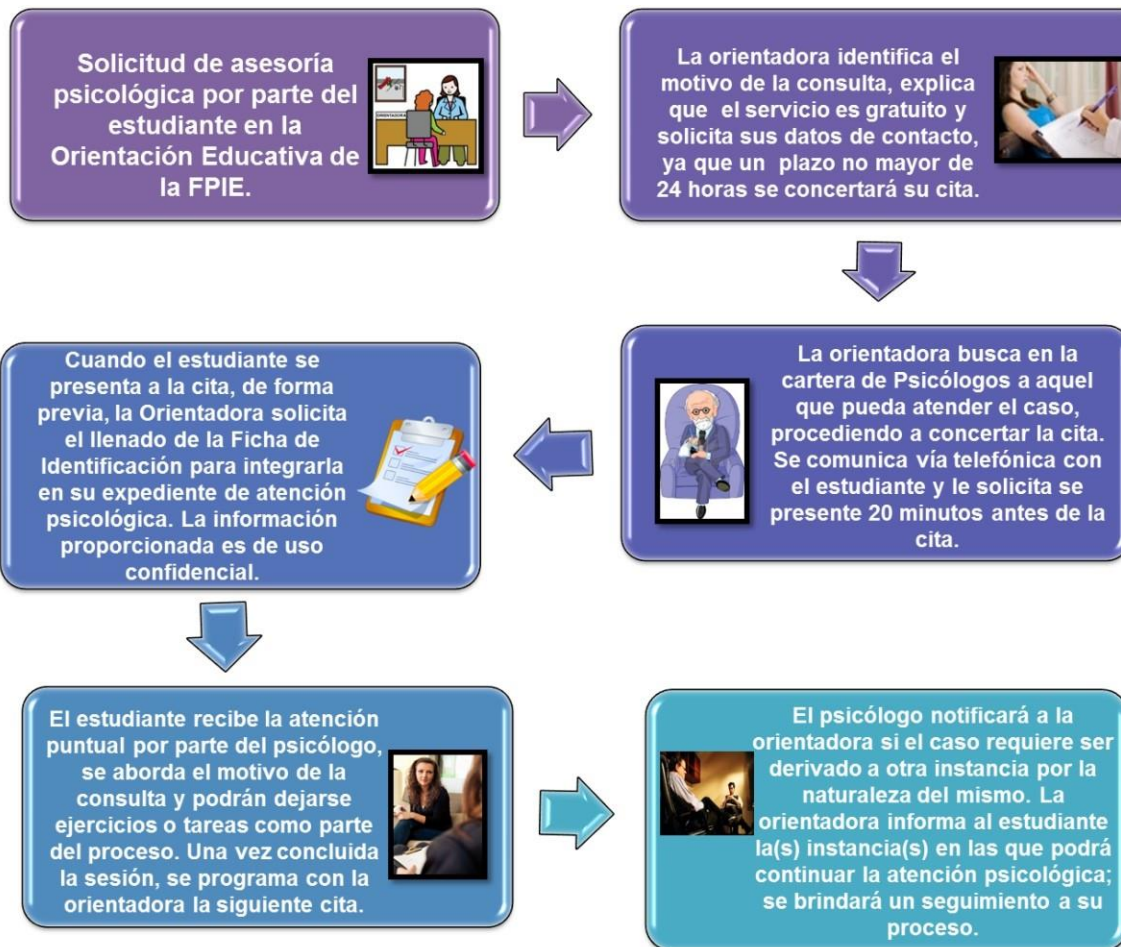 Solicitud de asesoría
psicológica por parte del
estudiante en la
Orientación Educativa de
la FPIE.
ORIENTADORA
La orientadora identifica el
motivo de la consulta, explica
que el servicio es gratuito y
solicita sus datos de contacto,
ya que un plazo no mayor de
24 horas se concertará su cita.
La orientadora busca en la
cartera de Psicólogos a aquel
que pueda atender el caso,
procediendo a concertar la cita.
Se comunica vía telefónica con
el estudiante y le solicita se
presente 20 minutos antes de la
cita.
Cuando el estudiante se
presenta a la cita, de forma
previa, la Orientadora solicita
el llenado de la Ficha de
Identificación para integrarla
en su expediente de atención
psicológica. La información
proporcionada es de uso
confidencial.
El estudiante recibe la atención
puntual por parte del psicólogo,
se aborda el motivo de la
consulta y podrán dejarse
ejercicios o tareas como parte
del proceso. Una vez concluida
la sesión, se programa con la
orientadora la siguiente cita.
El psicólogo notificará a la
orientadora si el caso requiere ser
derivado a otra instancia por la
naturaleza del mismo. La
orientadora informa al estudiante
la(s) instancia(s) en las que podrá
continuar la atención psicológica;
se brindará un seguimiento a su
proceso.